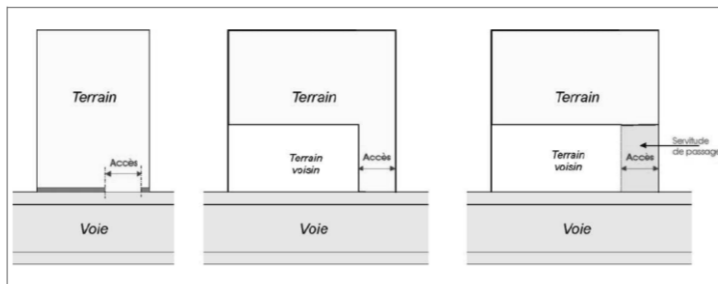 Terrain
Accès
Voie
Terrain
Terrain
voisin
Accès
Voie
Terrain
Terrain
voisin
Accès
Servitude
de passage
Voie